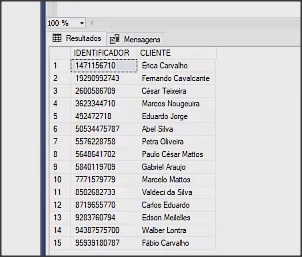 100 %
Resultados Mensagens
IDENTIFICADOR CLIENTE
1 1471156710 Érica Carvalho
2 19290992743 Fernando Cavalcante
3 2600586709 César Teixeira
4 3623344710 Marcos Nougeuira
5 492472718 Eduardo Jorge
6 50534475787 Abel Silva
7 5576228758 Petra Oliveira
8 5648641702 Paulo César Mattos
9 5840119709 Gabriel Araujo
10 7771579779 Marcelo Mattos
11 8502682733 Valdeci da Silva
12 8719655770 Carlos Eduardo
13 9283760794 Edson Meilelles
14 94387575700 Walber Lontra
15 95939180787 Fábio Carvalho